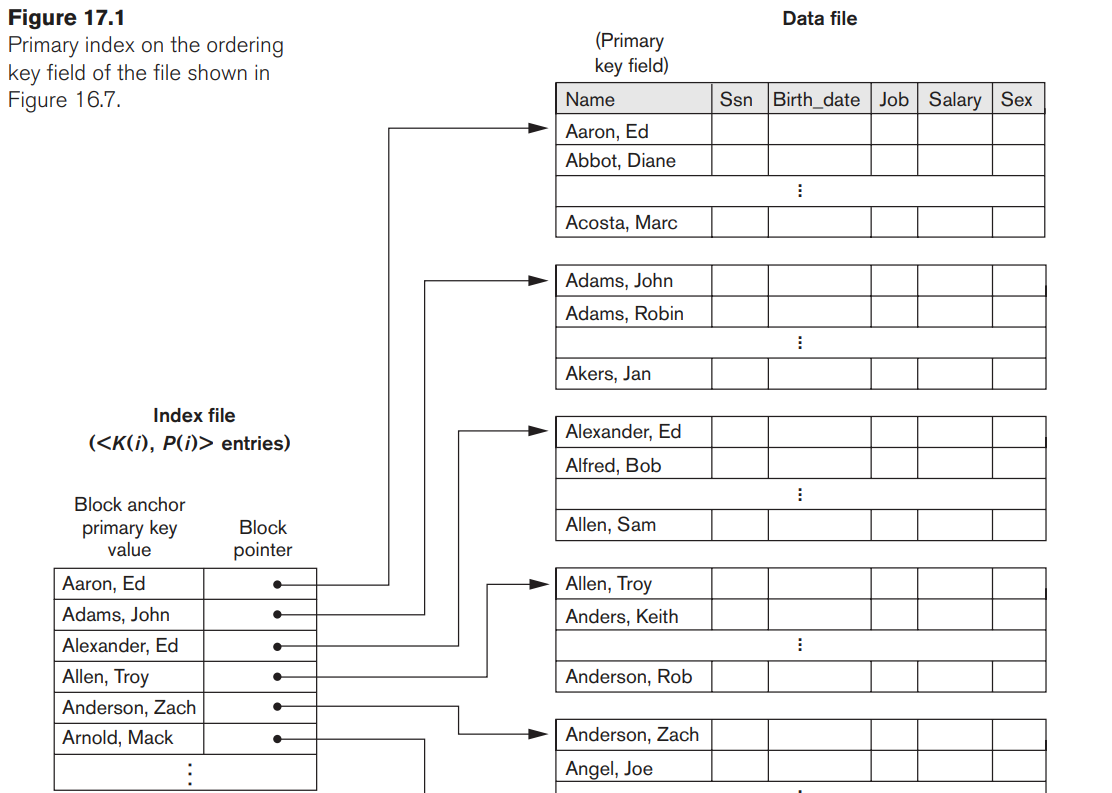 Figure 17.1
Primary index on the ordering
key field of the file shown in
Figure 16.7.
Data file
(Primary
key field)
Name Ssn Birth_date Job Salary Sex
Aaron, Ed
Abbot, Diane
⋮
Acosta, Marc
Adams, John
Adams, Robin
⋮
Akers, Jan
Alexander, Ed
Alfred, Bob
⋮
Allen, Sam
Allen, Troy
Anders, Keith
⋮
Anderson, Rob
Anderson, Zach
Angel, Joe
Index file
(<K(i), P(i)> entries)
Block anchor
primary key
value
Block
pointer
Aaron, Ed
Adams, John
Alexander, Ed
Allen, Troy
Anderson, Zach
Arnold, Mack
⋮